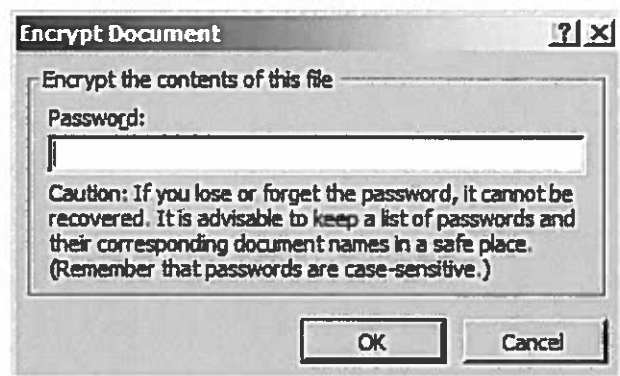 Encrypt Document ? X
Encrypt the contents of this file
Password:
Caution: If you lose or forget the password, it cannot be
recovered. It is advisable to keep a list of passwords and
their corresponding document names in a safe place.
(Remember that passwords are case-sensitive.)
OK Cancel